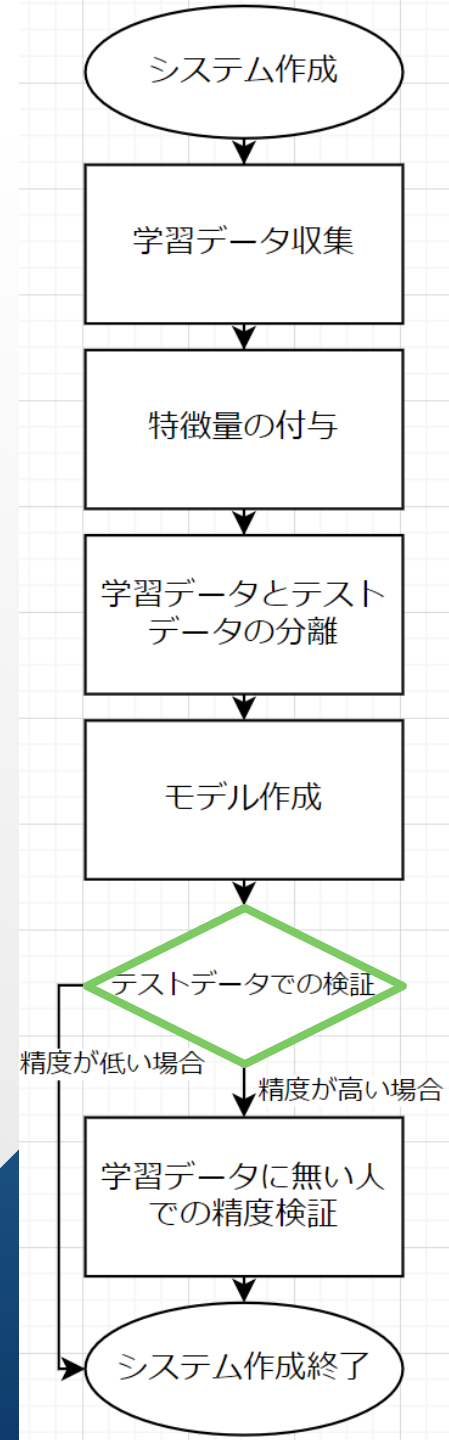 システム作成
学習データ収集
特徴量の付与
学習データとテスト
データの分離
モデル作成
テストデータでの検証
精度が低い場合
精度が高い場合
学習データに無い人
での精度検証
システム作成終了